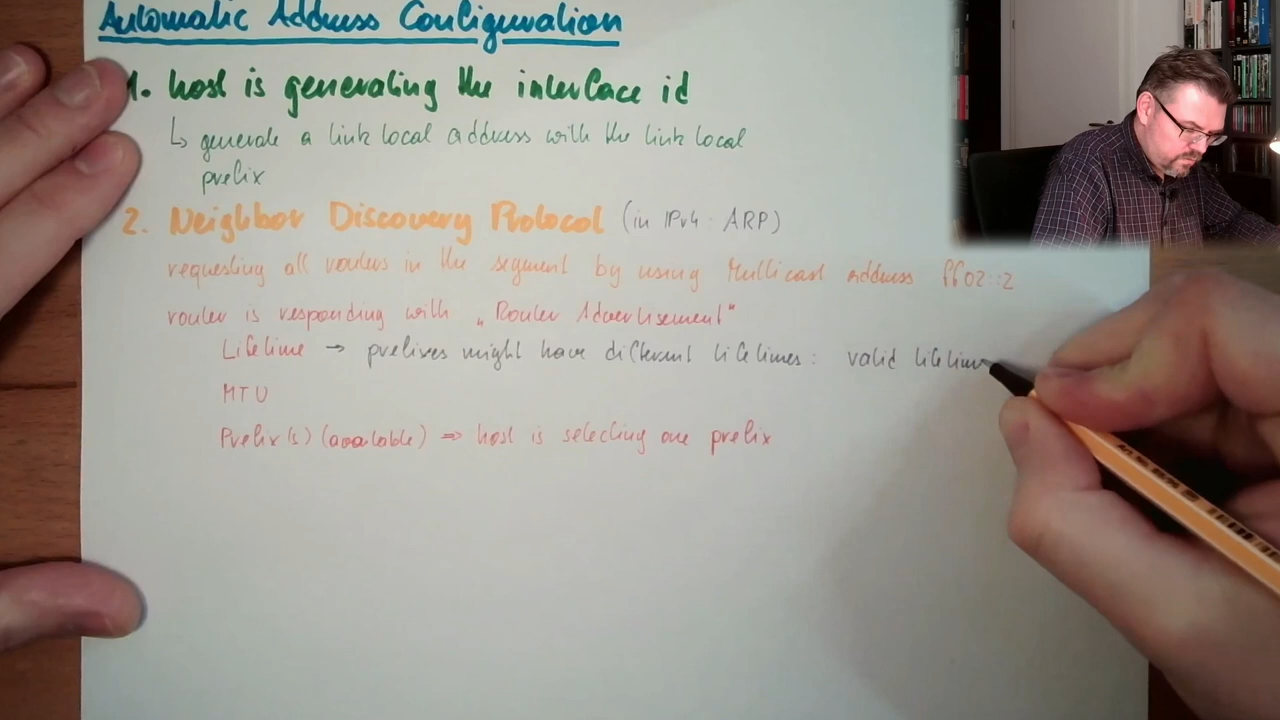 Automatic Address Configuration
1. host is generating the interface id
↳ generate a link local address with the link local
prefix
2. Neighbor Discovery Protocol (in IPv4: ARP)
requesting all routers in the segment by using Multicast address ff02::2
router is responding with „Router Advertisement"
Lifetime → prefixes might have different lifetimes: valid lifetime
MTU
Prefix(s) (available) ⇒ host is selecting one prefix